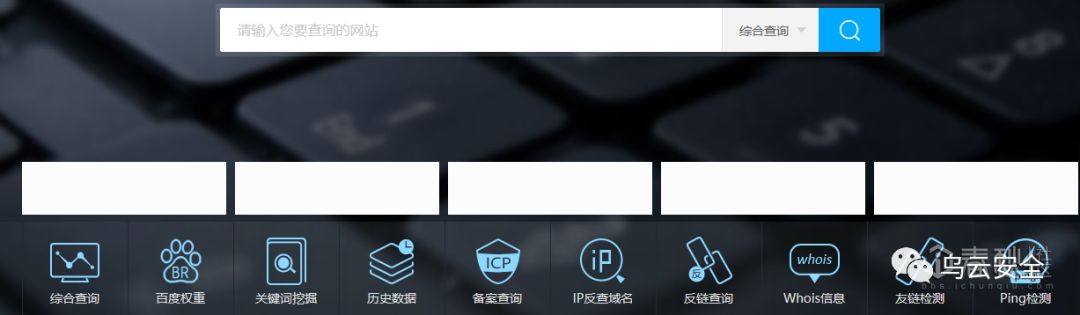 请输入您要查询的网站
综合查询
BR
ICP
iP
反
whois
乌云安全
bbs.ichunqiu.com
综合查询
百度权重
关键词挖掘
历史数据
备案查询
IP反查域名
反链查询
Whois信息
友链检测
Ping检测